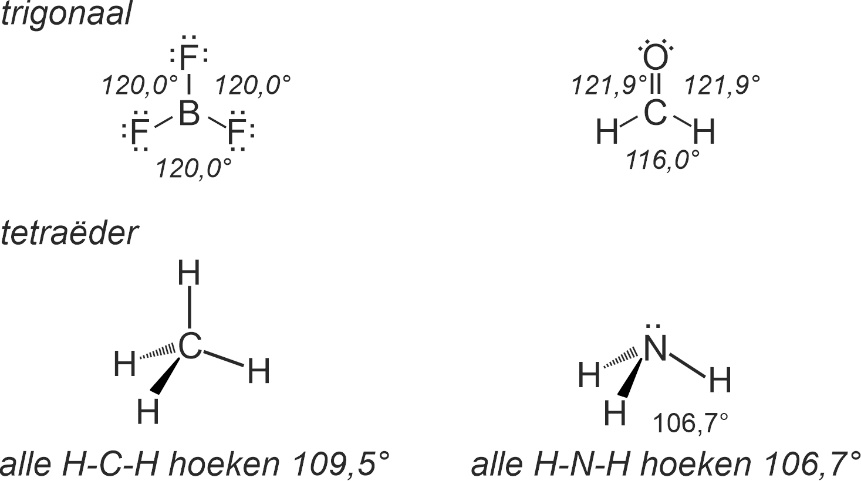 trigonaal
F
120,0° 120,0°
B
F F
120,0°
O
121,9° 121,9°
C
H H
116,0°
tetraëder
H
C
H H
H
N
H H
H
106,7°
alle H-C-H hoeken 109,5°
alle H-N-H hoeken 106,7°